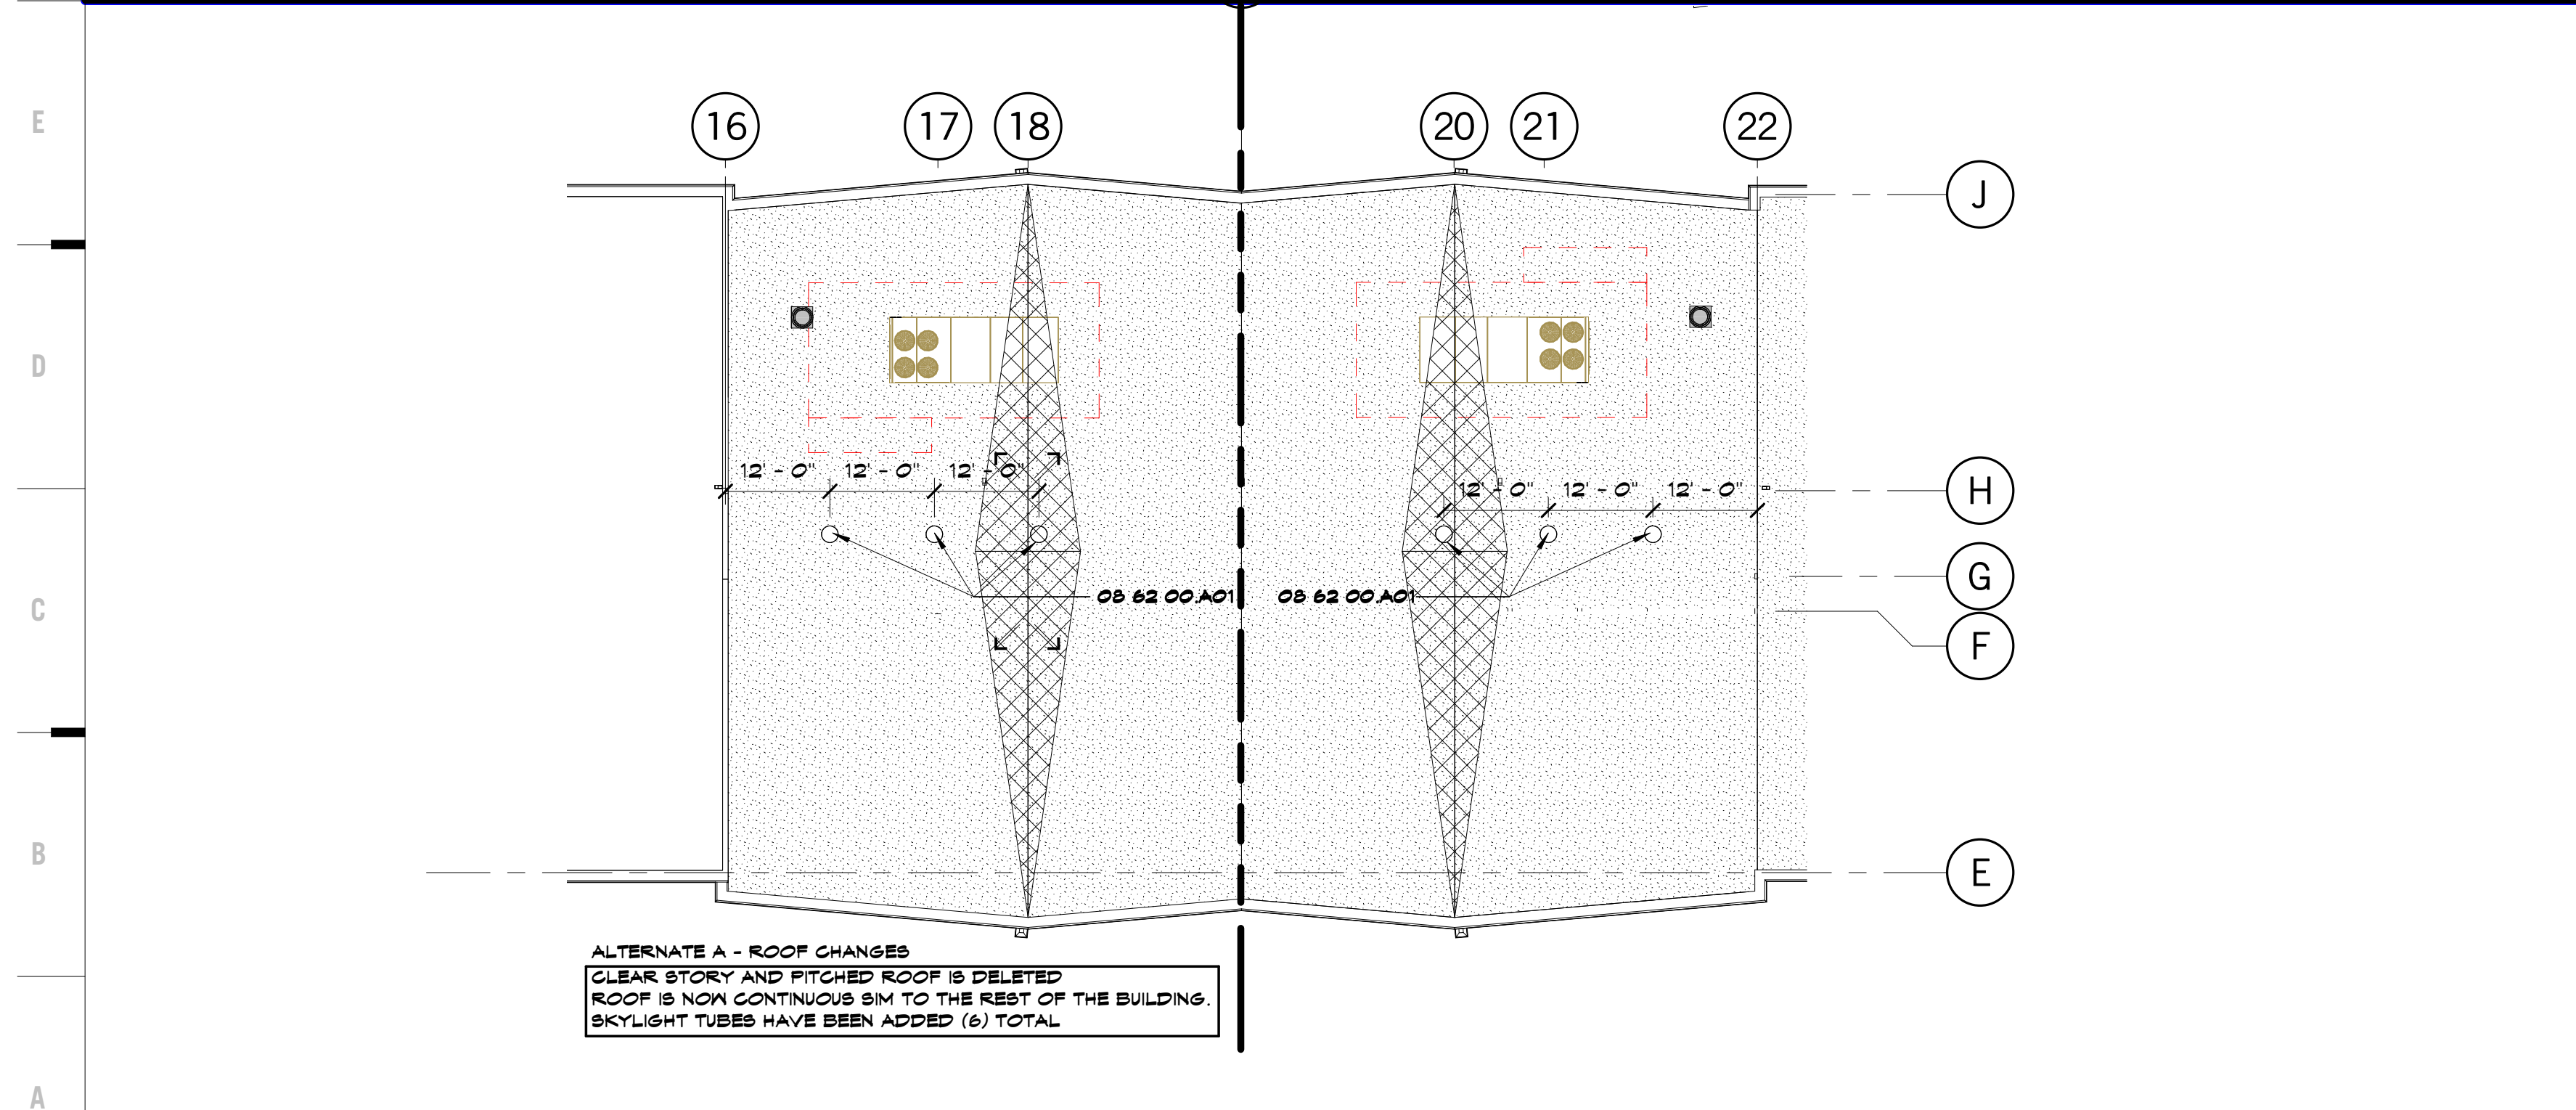 E
16
17
18
20
21
22
J
D
12' - 0"
12' - 0"
12' - 0"
12' - 0"
12' - 0"
12' - 0"
H
G
C
08 62 00.A01
08 62 00.A01
F
B
E
ALTERNATE A - ROOF CHANGES
CLEAR STORY AND PITCHED ROOF IS DELETED
ROOF IS NOW CONTINUOUS SIM TO THE REST OF THE BUILDING.
SKYLIGHT TUBES HAVE BEEN ADDED (6) TOTAL
A